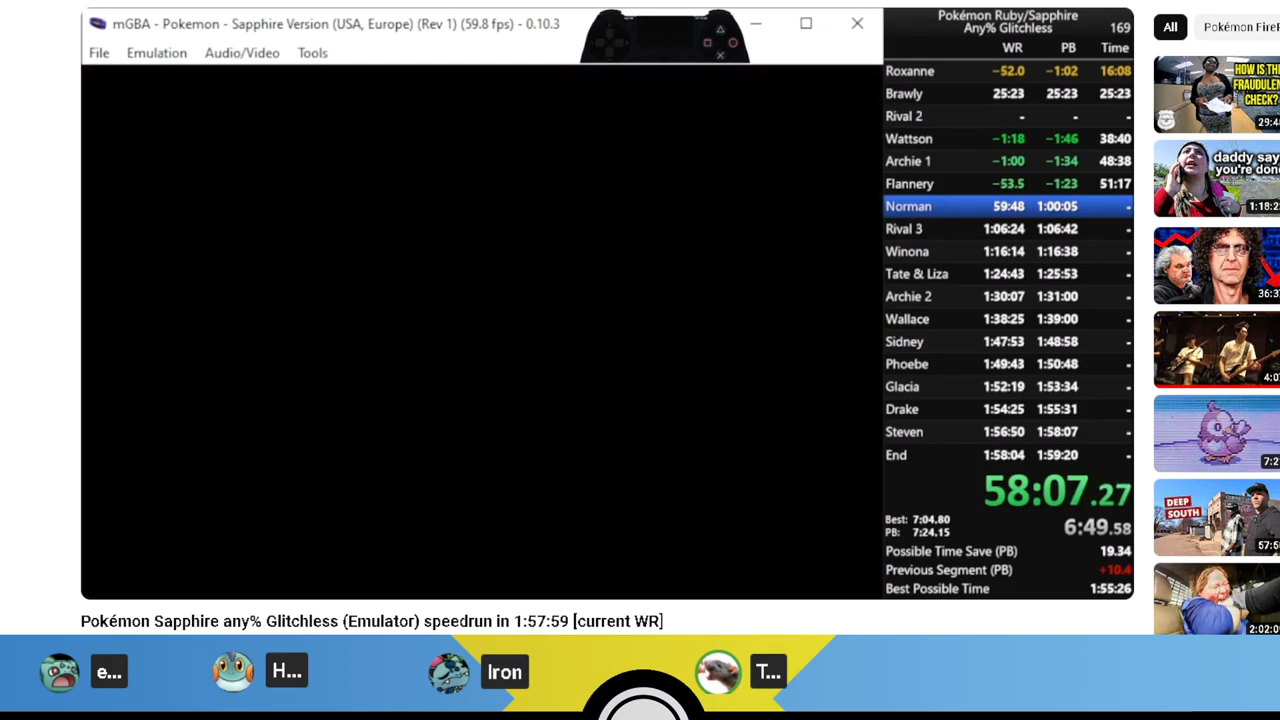 mGBA - Pokemon - Sapphire Version (USA, Europe) (Rev 1) (59.8 fps) - 0.10.3
File Emulation Audio/Video Tools
Pokémon Ruby/Sapphire
Any% Glitchless 169
WR PB Time
Roxanne −52.0 −1:02 16:08
Brawly 25:23 25:23 25:23
Rival 2 - - -
Wattson −1:18 −1:46 38:40
Archie 1 −1:00 −1:34 48:38
Flannery −53.5 −1:23 51:17
Norman 59:48 1:00:05 -
Rival 3 1:06:24 1:06:42 -
Winona 1:16:14 1:16:38 -
Tate & Liza 1:24:43 1:25:53 -
Archie 2 1:30:07 1:31:00 -
Wallace 1:38:25 1:39:00 -
Sidney 1:47:53 1:48:58 -
Phoebe 1:49:43 1:50:48 -
Glacia 1:52:19 1:53:34 -
Drake 1:54:25 1:55:31 -
Steven 1:56:50 1:58:07 -
End 1:58:04 1:59:20 -
58:07.27
Best: 7:04.80
PB: 7:24.15
6:49.58
Possible Time Save (PB) 19.34
Previous Segment (PB) +10.4
Best Possible Time 1:55:26
All Pokémon FireR
HOW IS THI
FRAUDULEN
CHECK?
29:4
daddy say
you're done
1:18:2
36:3
4:0
7:2
DEEP
SOUTH
57:5
2:02:0
Pokémon Sapphire any% Glitchless (Emulator) speedrun in 1:57:59 [current WR]
e... H... Iron T...